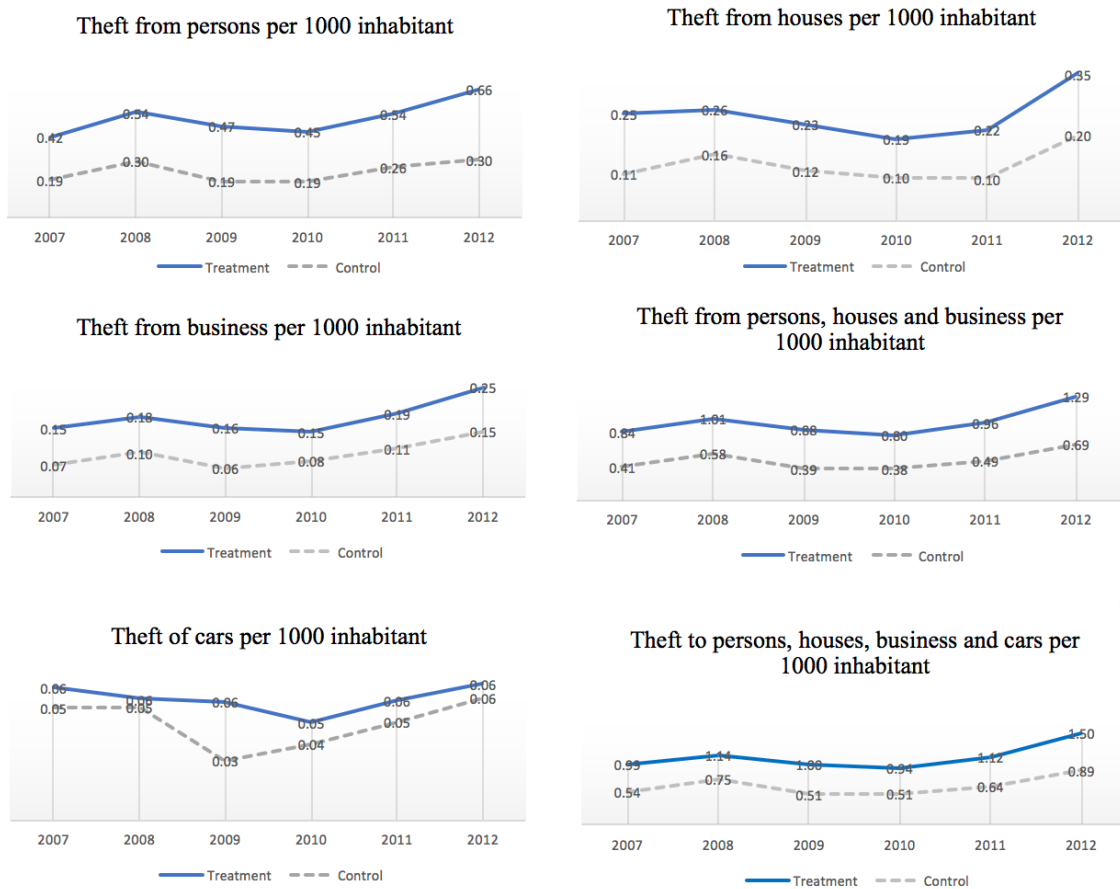 Theft from persons per 1000 inhabitant
0.42 0.54 0.47 0.45 0.54 0.66
0.19 0.30 0.19 0.19 0.26 0.30
2007 2008 2009 2010 2011 2012
Treatment Control
Theft from houses per 1000 inhabitant
0.25 0.26 0.23 0.19 0.22 0.35
0.11 0.16 0.12 0.10 0.10 0.20
2007 2008 2009 2010 2011 2012
Treatment Control
Theft from business per 1000 inhabitant
0.15 0.18 0.16 0.15 0.19 0.25
0.07 0.10 0.06 0.08 0.11 0.15
2007 2008 2009 2010 2011 2012
Treatment Control
Theft from persons, houses and business per
1000 inhabitant
0.84 1.01 0.88 0.80 0.96 1.29
0.41 0.58 0.39 0.38 0.49 0.69
2007 2008 2009 2010 2011 2012
Treatment Control
Theft of cars per 1000 inhabitant
0.06 0.06 0.06 0.05 0.06 0.06
0.05 0.05 0.03 0.04 0.05 0.06
2007 2008 2009 2010 2011 2012
Treatment Control
Theft to persons, houses, business and cars per
1000 inhabitant
0.99 1.14 1.00 0.94 1.12 1.50
0.54 0.75 0.51 0.51 0.64 0.89
2007 2008 2009 2010 2011 2012
Treatment Control